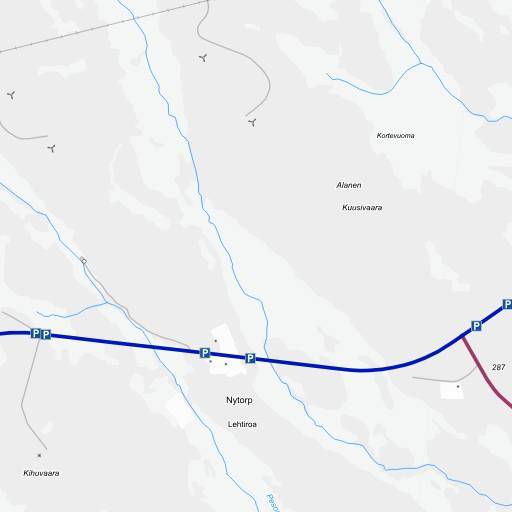 Kortevuoma
Alanen
Kuusivaara
P
P
P
P
P
P
287
Nytorp
Lehtiroa
Kihuvaara